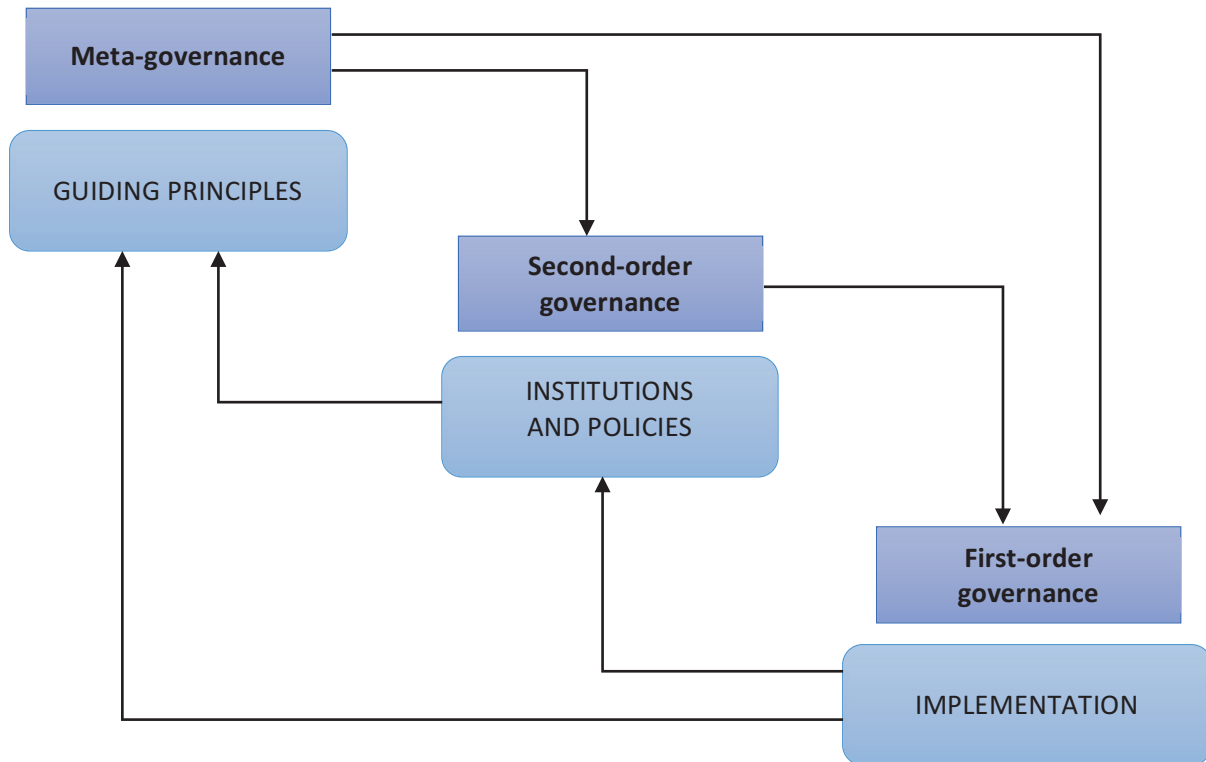 Meta-governance
GUIDING PRINCIPLES
Second-order
governance
INSTITUTIONS
AND POLICIES
First-order
governance
IMPLEMENTATION